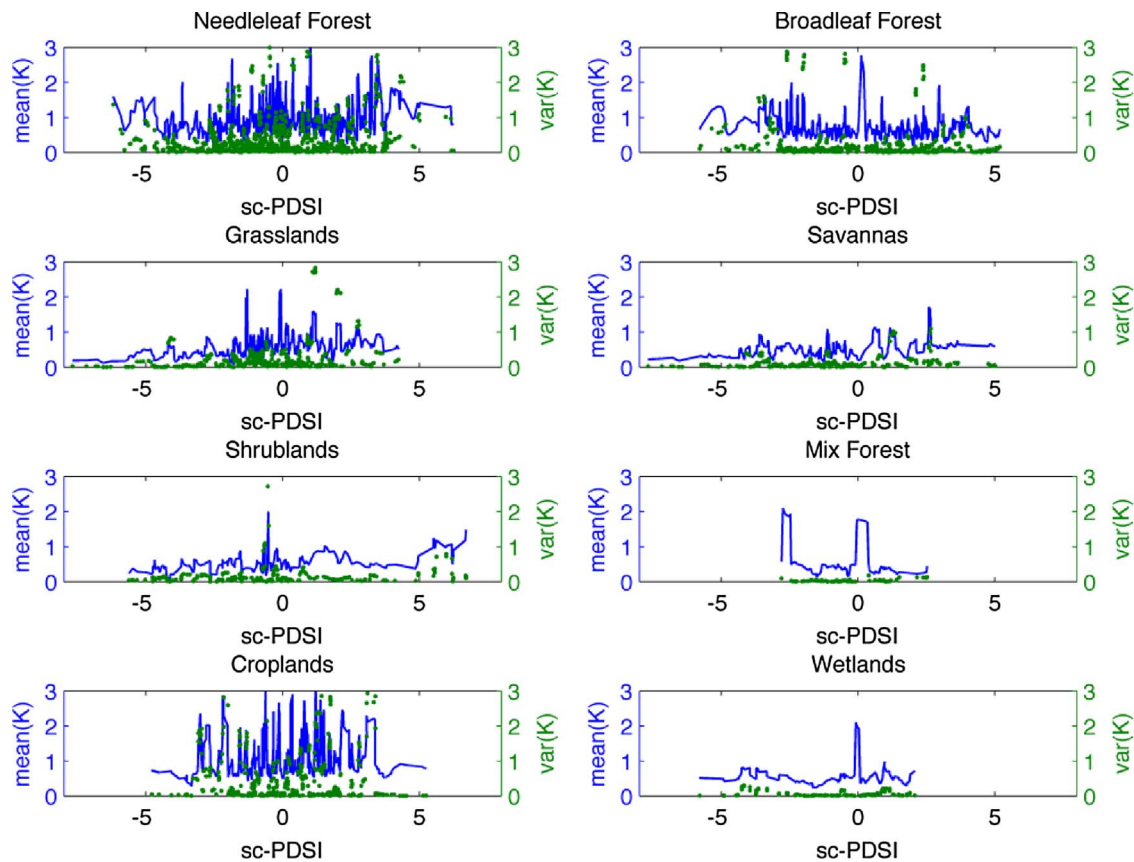 Needleleaf Forest
3
2
1
0
mean(K)
3
2
1
0
var(K)
-5 0 5
sc-PDSI
Broadleaf Forest
3
2
1
0
mean(K)
3
2
1
0
var(K)
-5 0 5
sc-PDSI
Grasslands
3
2
1
0
mean(K)
3
2
1
0
var(K)
-5 0 5
sc-PDSI
Savannas
3
2
1
0
mean(K)
3
2
1
0
var(K)
-5 0 5
sc-PDSI
Shrublands
3
2
1
0
mean(K)
3
2
1
0
var(K)
-5 0 5
sc-PDSI
Mix Forest
3
2
1
0
mean(K)
3
2
1
0
var(K)
-5 0 5
sc-PDSI
Croplands
3
2
1
0
mean(K)
3
2
1
0
var(K)
-5 0 5
sc-PDSI
Wetlands
3
2
1
0
mean(K)
3
2
1
0
var(K)
-5 0 5
sc-PDSI